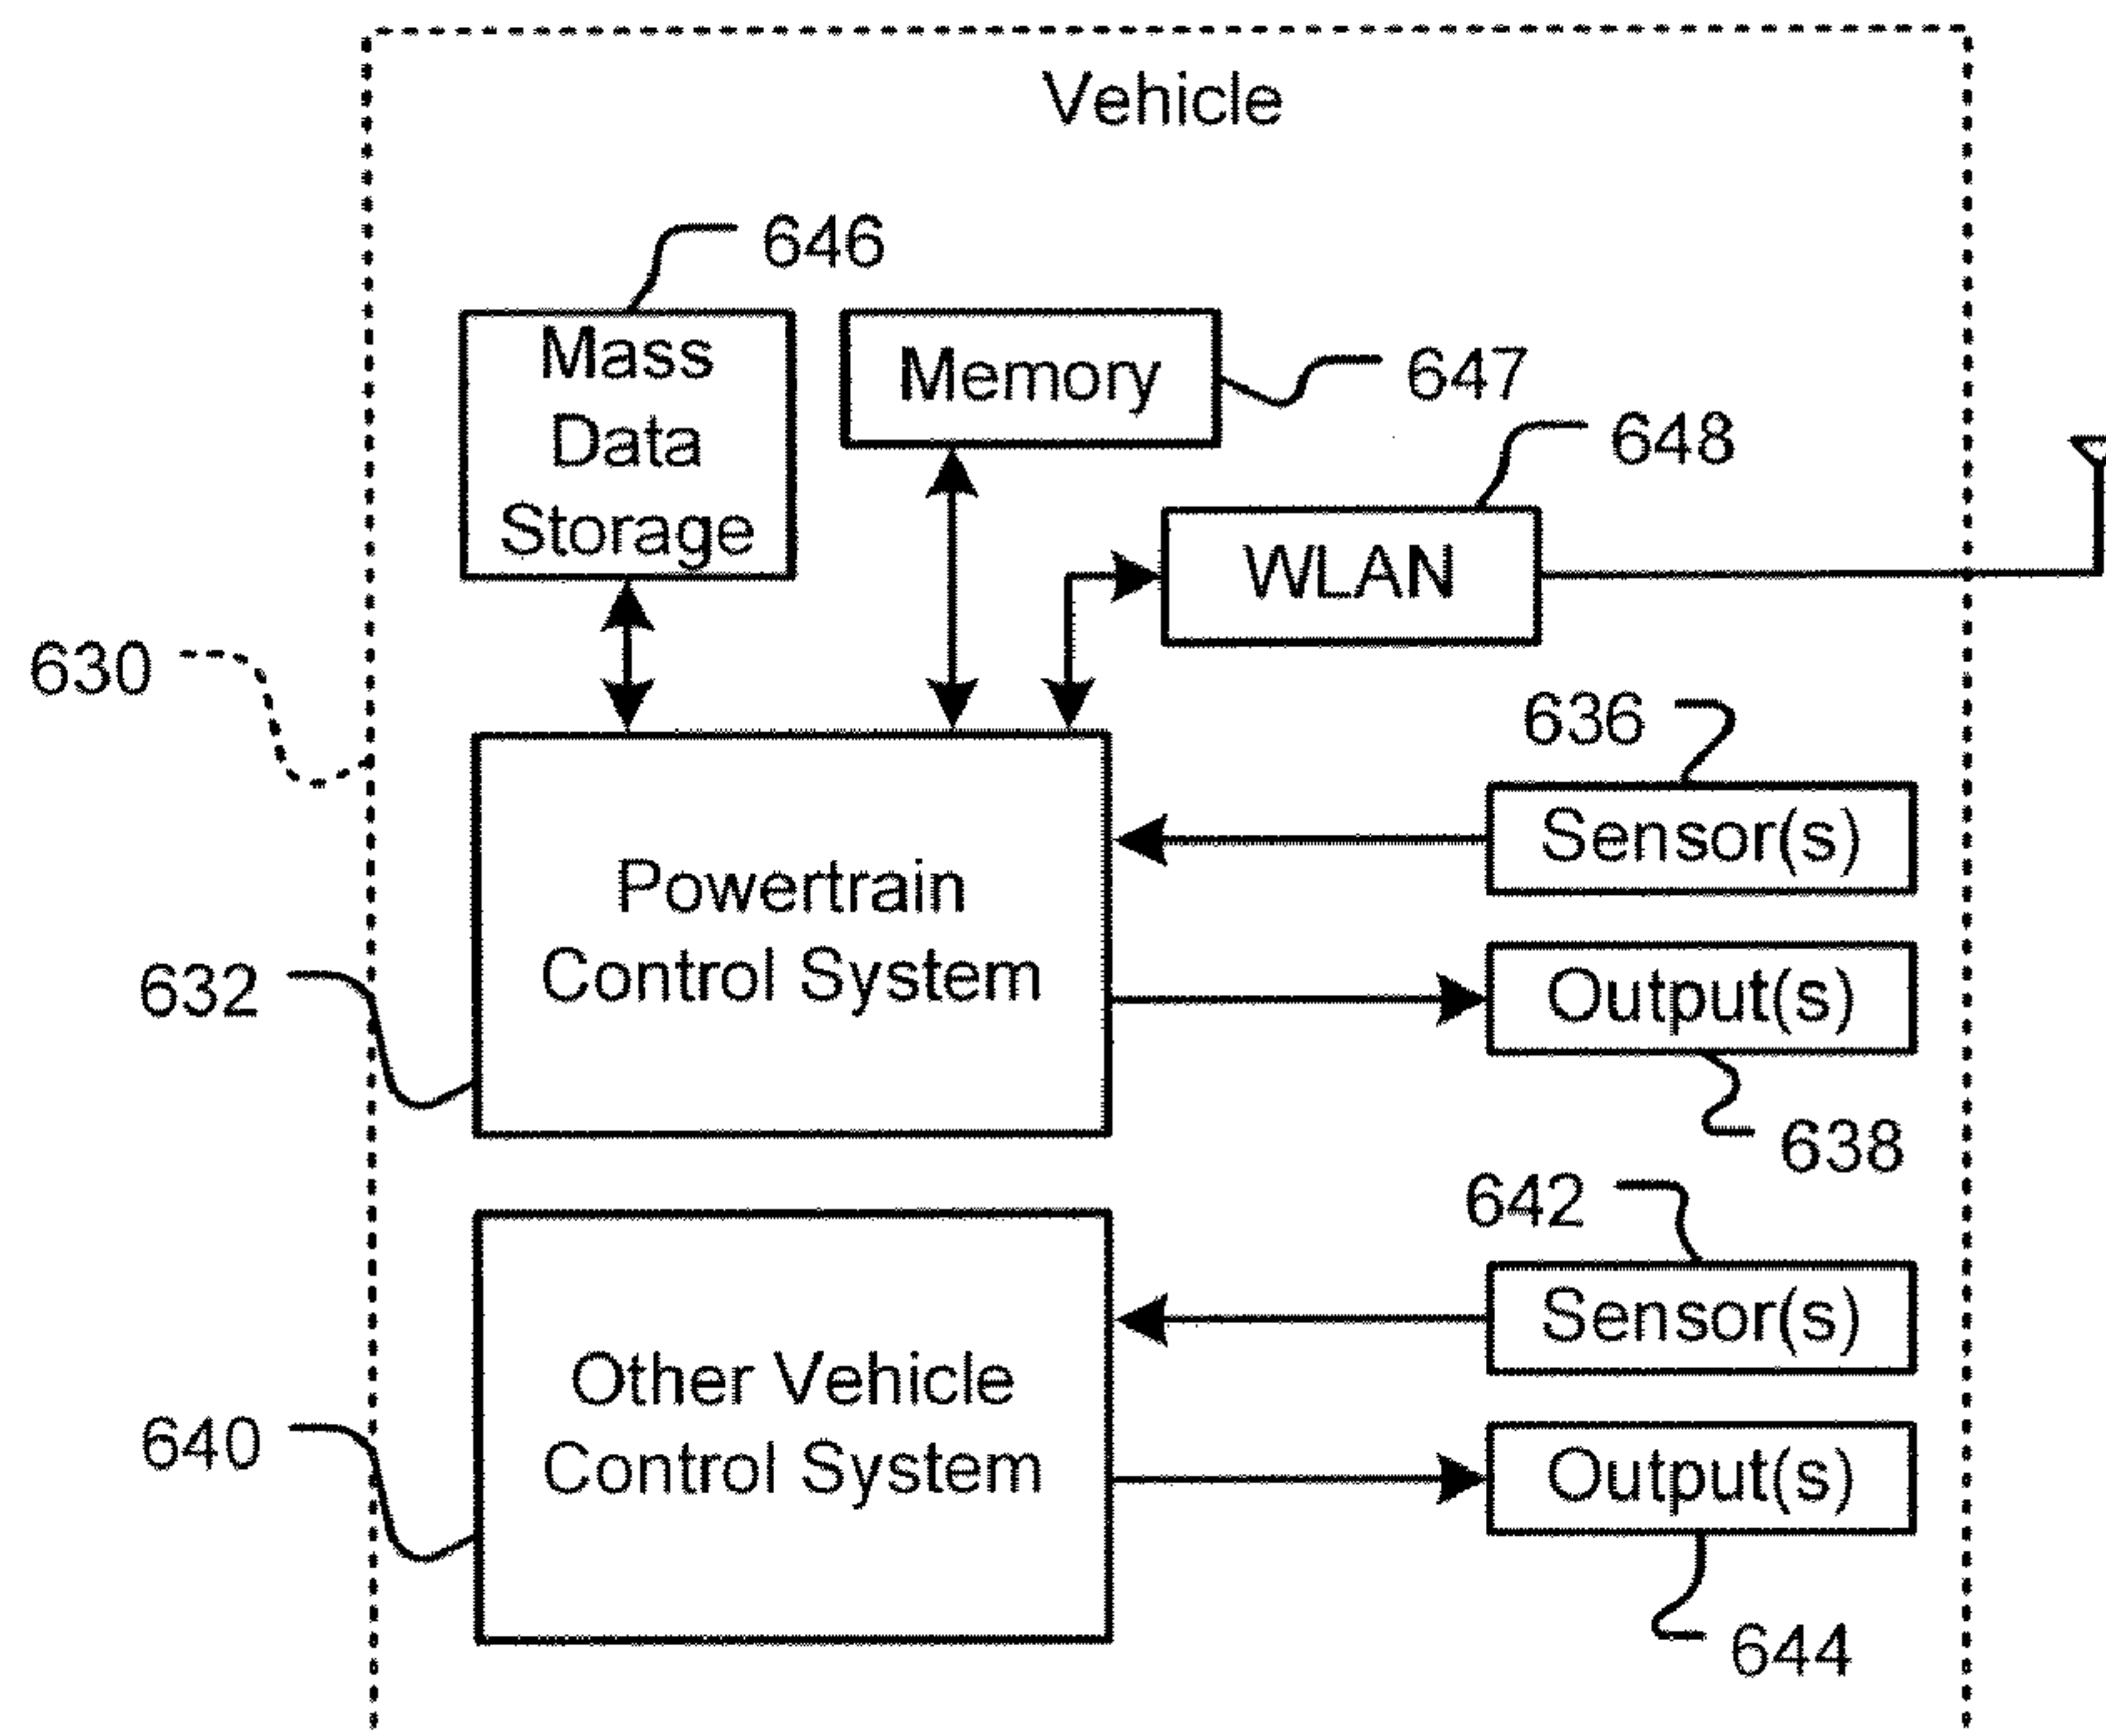 Vehicle
646
Mass
Data
Storage
Memory
647
648
WLAN
630
636
Sensor(s)
Powertrain
Control System
632
Output(s)
638
642
Sensor(s)
Other Vehicle
Control System
640
Output(s)
644